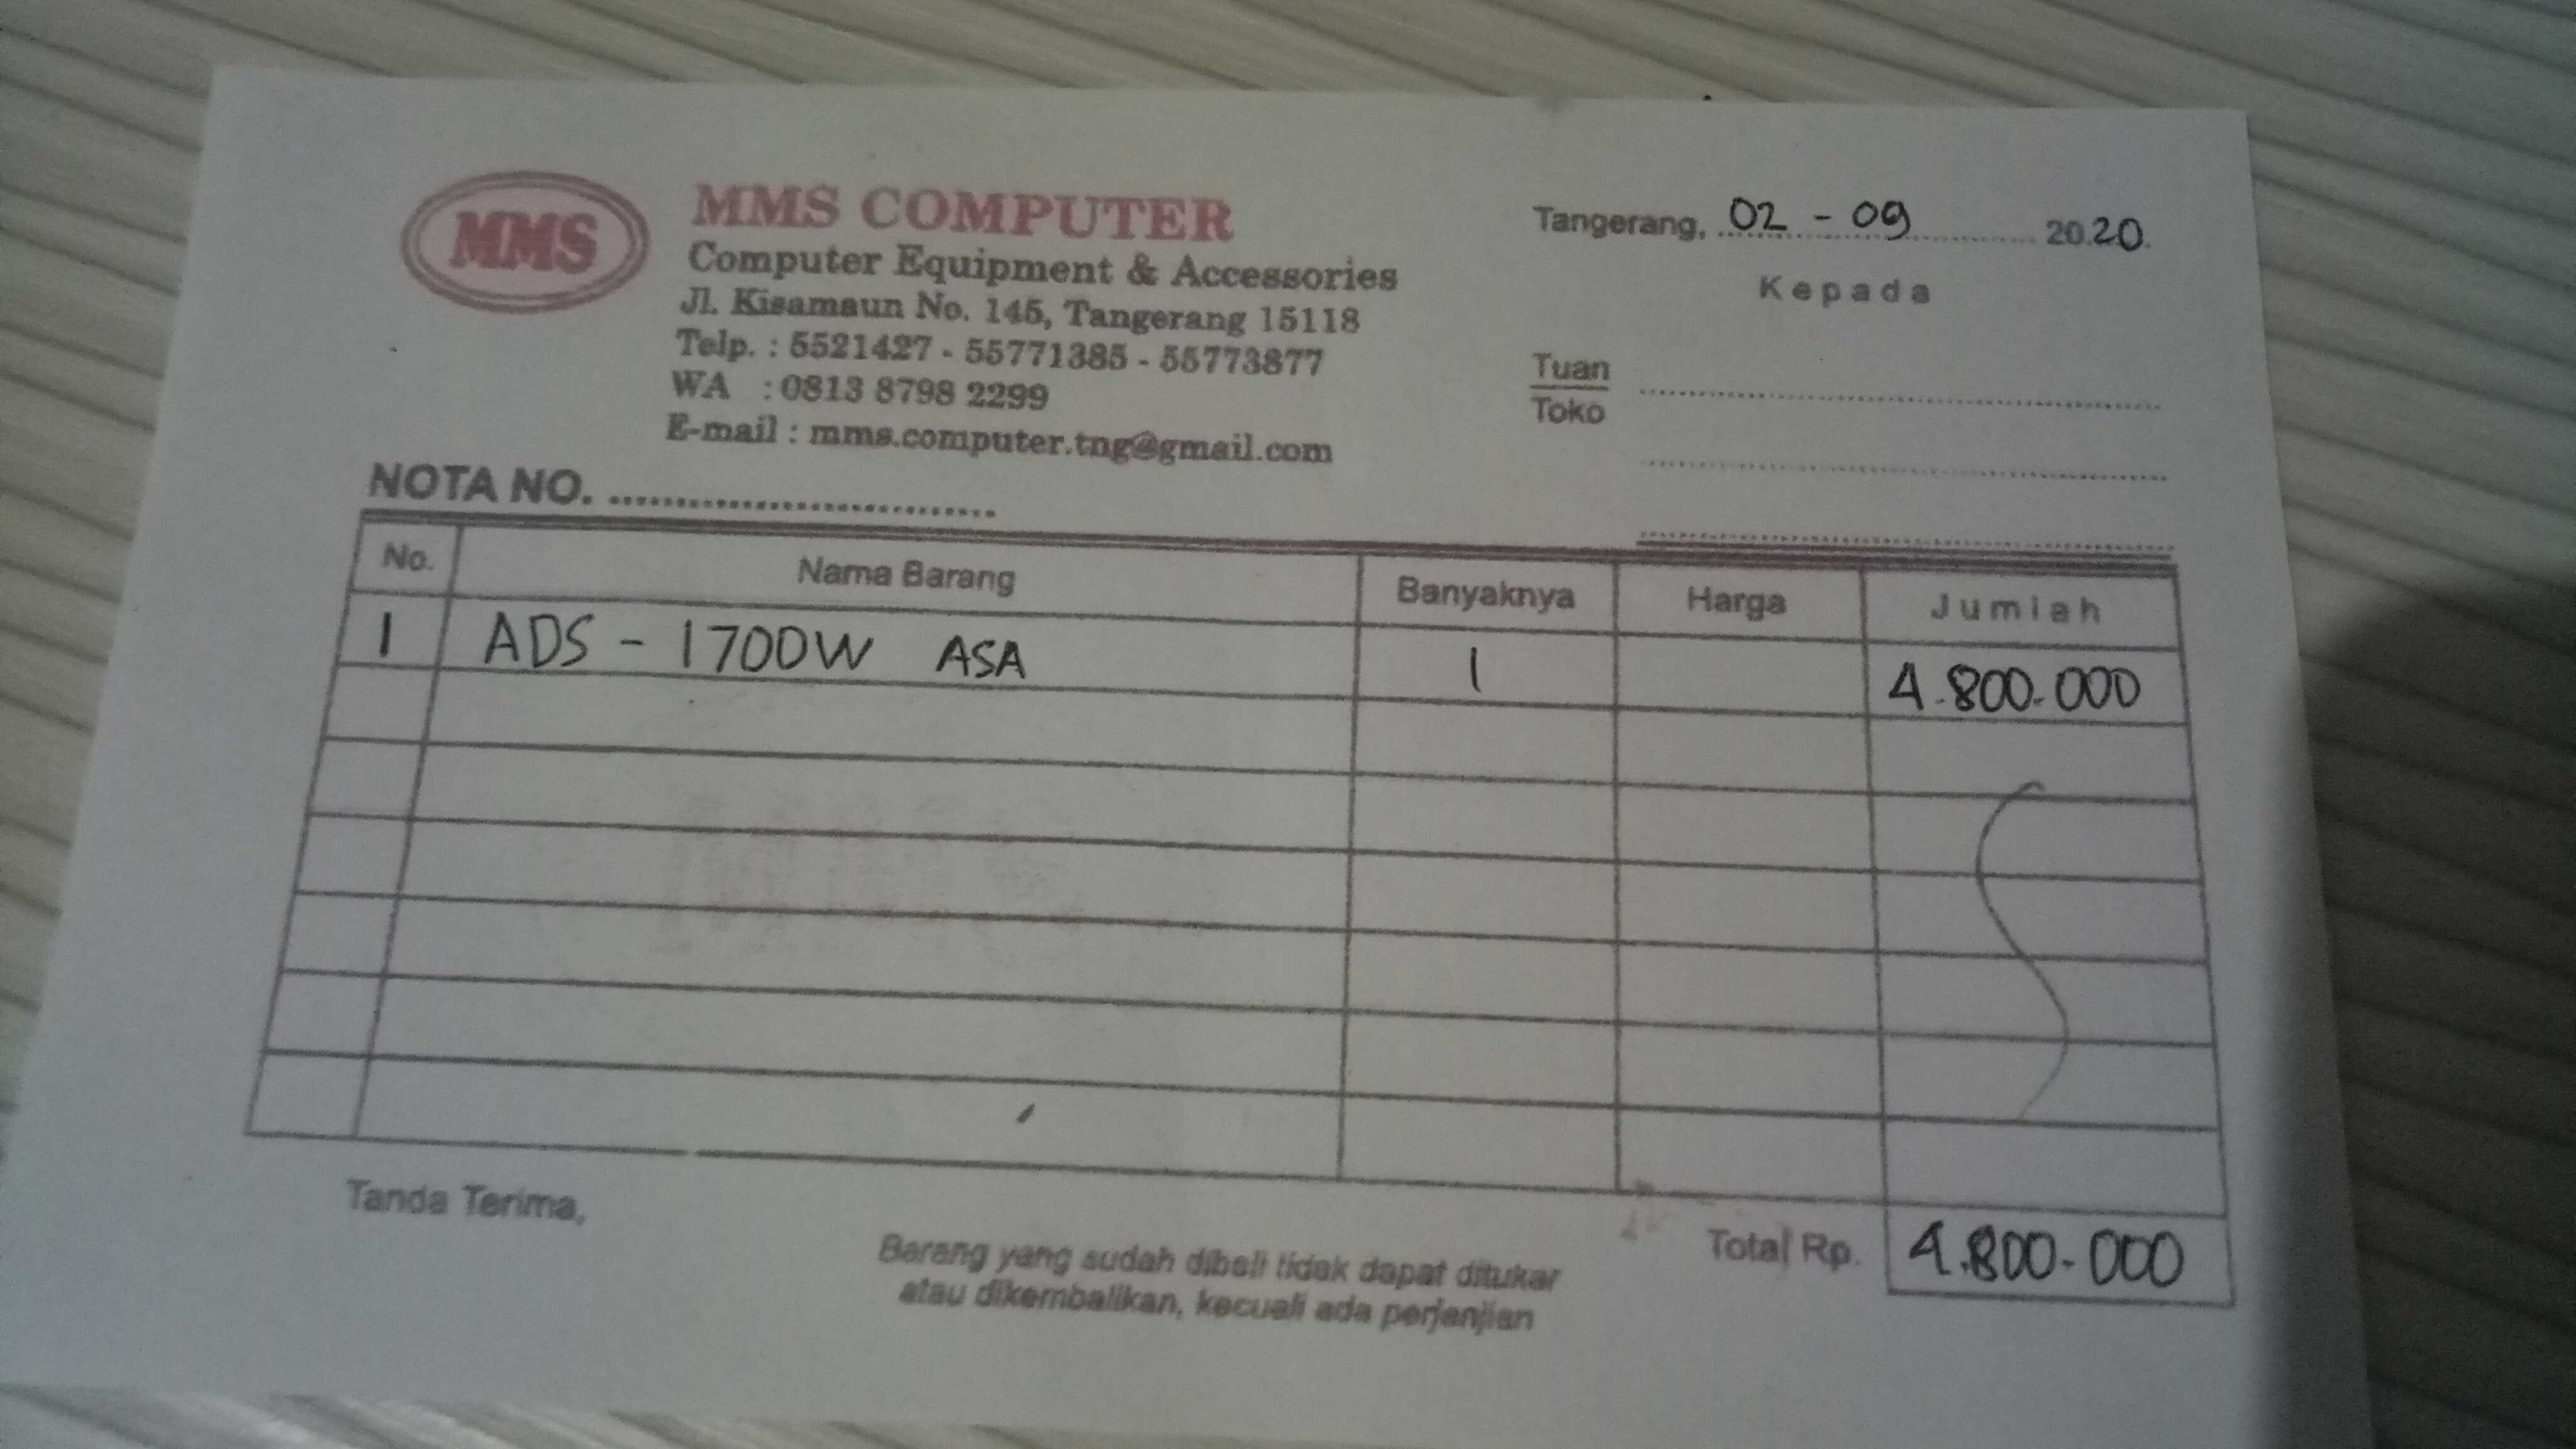 MMS
MMS COMPUTER
Computer Equipment & Accessories
Jl. Kisamaun No. 145, Tangerang 15118
Telp. : 5521427 - 55771385 - 55773877
WA : 0813 8798 2299
E-mail : mms.computer.tng@gmail.com
Tangerang, 02 - 09 2020.
Kepada
Tuan
Toko
NOTA NO.
No. Nama Barang Banyaknya Harga Jumlah
1 ADS - 1700W ASA 1 4.800.000
Tanda Terima,
Barang yang sudah dibeli tidak dapat ditukar
atau dikembalikan, kecuali ada perjanjian
Total Rp. 4.800.000